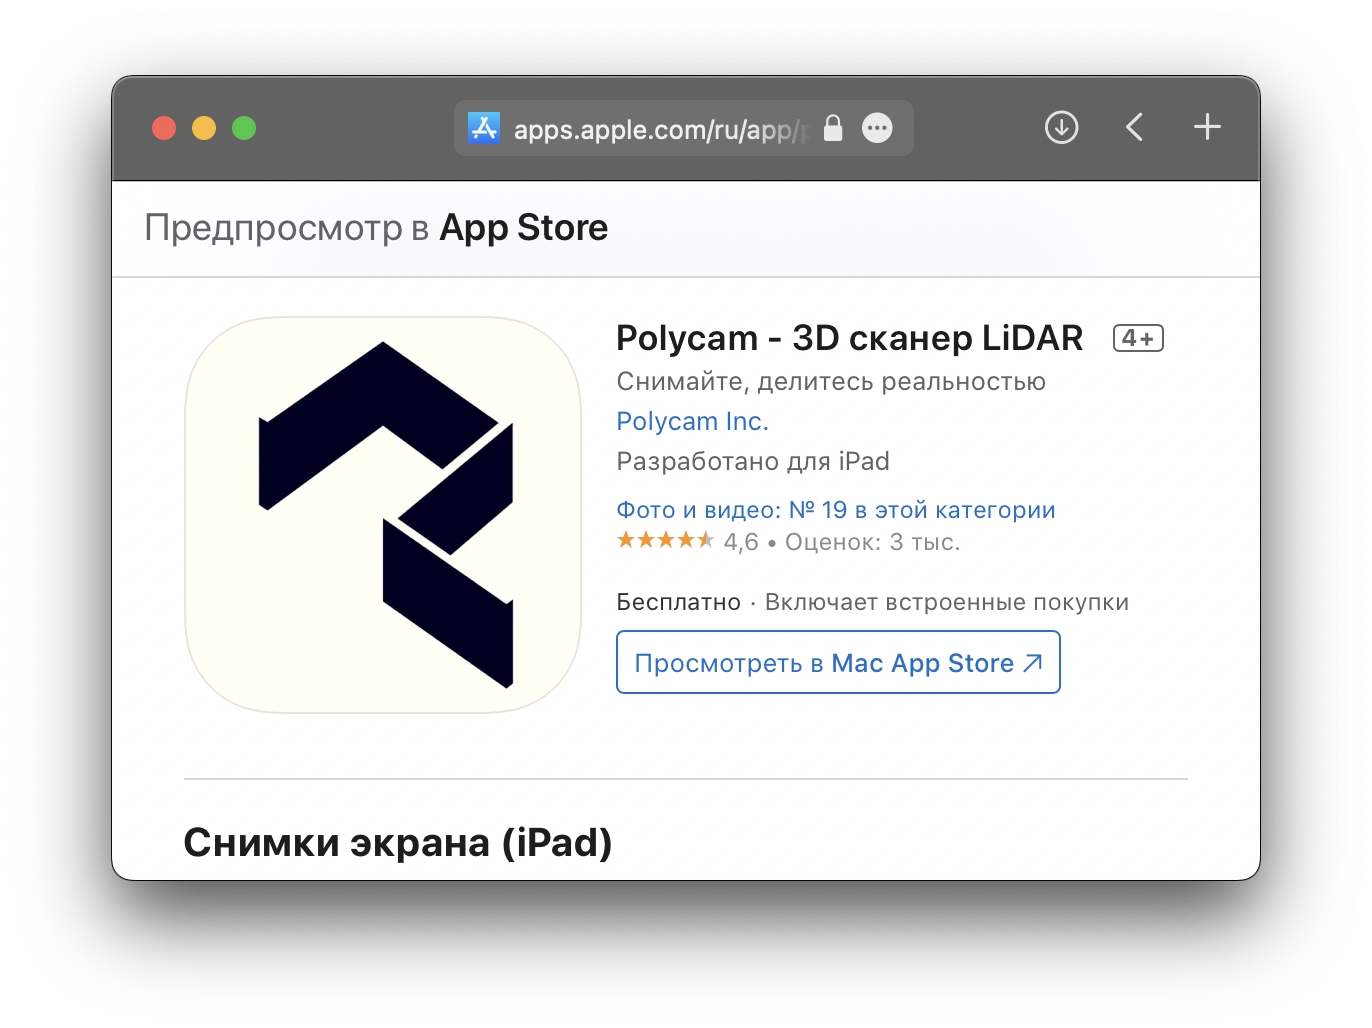 apps.apple.com/ru/app/
Предпросмотр в App Store
Polycam - 3D сканер LiDAR 4+
Снимайте, делитесь реальностью
Polycam Inc.
Разработано для iPad
Фото и видео: № 19 в этой категории
4,6 • Оценок: 3 тыс.
Бесплатно · Включает встроенные покупки
Просмотреть в Mac App Store
Снимки экрана (iPad)